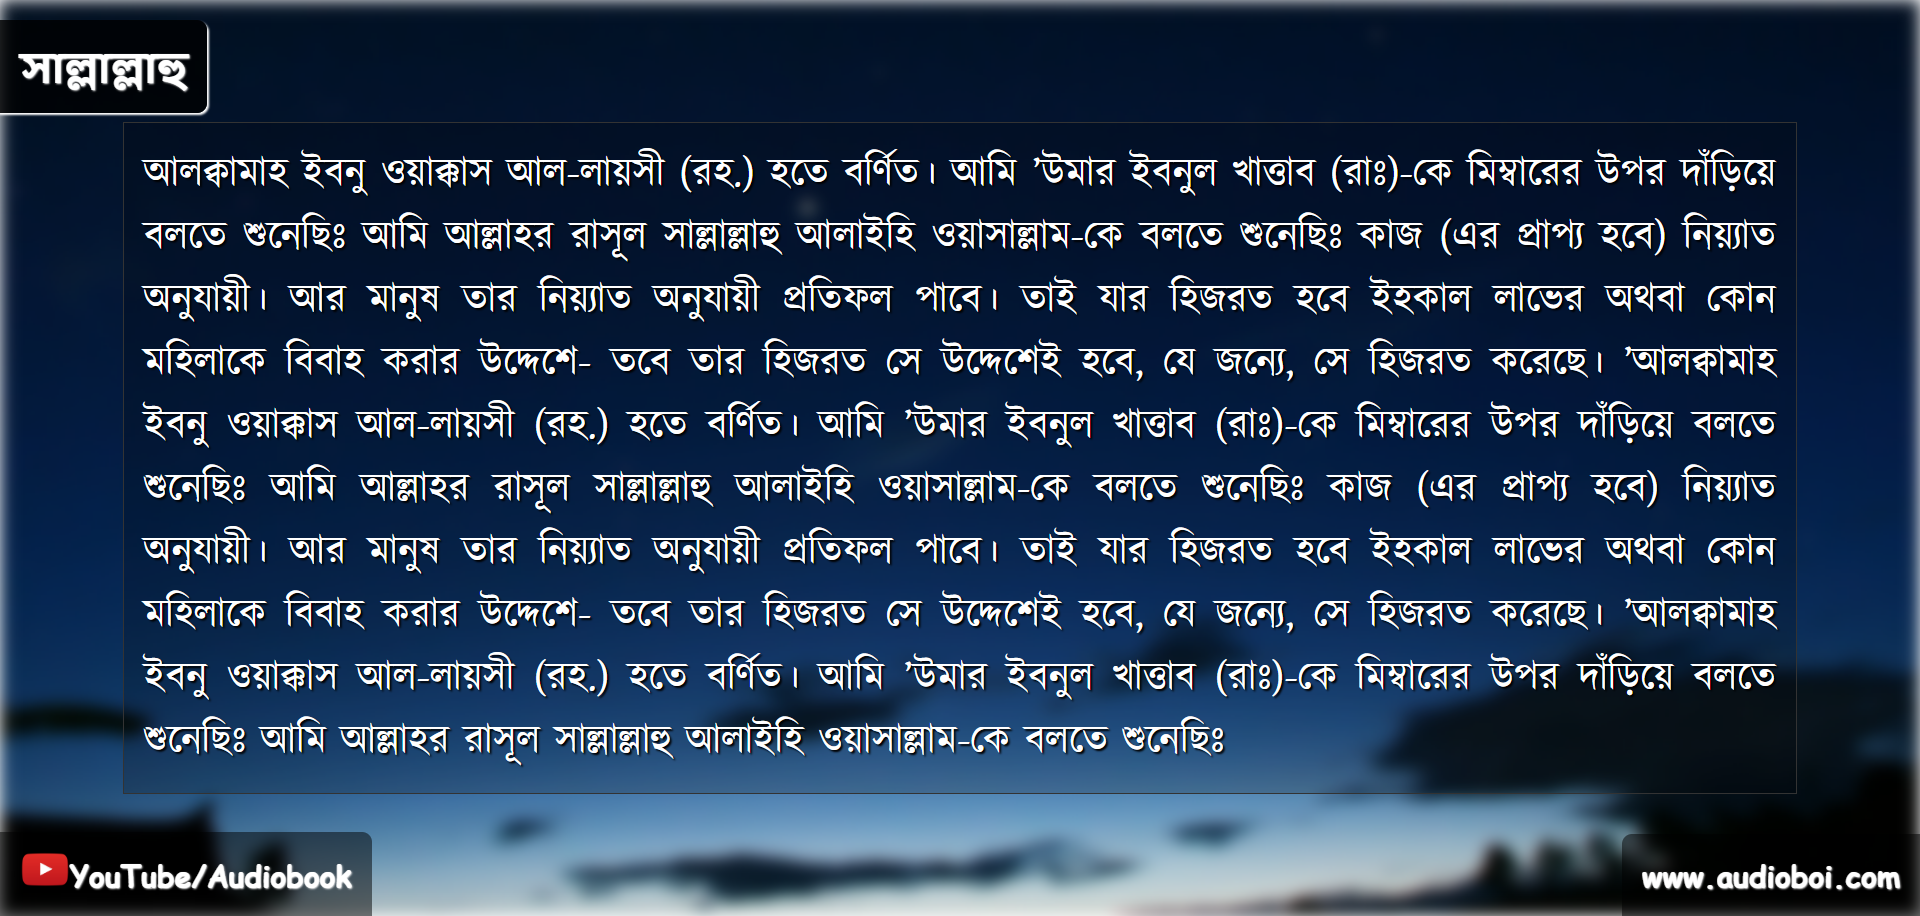 সাল্লাল্লাহু
আলক্বামাহ ইবনু ওয়াক্কাস আল-লায়সী (রহ.) হতে বর্ণিত। আমি ’উমার ইবনুল খাত্তাব (রাঃ)-কে মিম্বারের উপর দাঁড়িয়ে
বলতে শুনেছিঃ আমি আল্লাহর রাসূল সাল্লাল্লাহু আলাইহি ওয়াসাল্লাম-কে বলতে শুনেছিঃ কাজ (এর প্রাপ্য হবে) নিয়্যাত
অনুযায়ী। আর মানুষ তার নিয়্যাত অনুযায়ী প্রতিফল পাবে। তাই যার হিজরত হবে ইহকাল লাভের অথবা কোন
মহিলাকে বিবাহ করার উদ্দেশে- তবে তার হিজরত সে উদ্দেশেই হবে, যে জন্যে, সে হিজরত করেছে। ’আলক্বামাহ
ইবনু ওয়াক্কাস আল-লায়সী (রহ.) হতে বর্ণিত। আমি ’উমার ইবনুল খাত্তাব (রাঃ)-কে মিম্বারের উপর দাঁড়িয়ে বলতে
শুনেছিঃ আমি আল্লাহর রাসূল সাল্লাল্লাহু আলাইহি ওয়াসাল্লাম-কে বলতে শুনেছিঃ কাজ (এর প্রাপ্য হবে) নিয়্যাত
অনুযায়ী। আর মানুষ তার নিয়্যাত অনুযায়ী প্রতিফল পাবে। তাই যার হিজরত হবে ইহকাল লাভের অথবা কোন
মহিলাকে বিবাহ করার উদ্দেশে- তবে তার হিজরত সে উদ্দেশেই হবে, যে জন্যে, সে হিজরত করেছে। ’আলক্বামাহ
ইবনু ওয়াক্কাস আল-লায়সী (রহ.) হতে বর্ণিত। আমি ’উমার ইবনুল খাত্তাব (রাঃ)-কে মিম্বারের উপর দাঁড়িয়ে বলতে
শুনেছিঃ আমি আল্লাহর রাসূল সাল্লাল্লাহু আলাইহি ওয়াসাল্লাম-কে বলতে শুনেছিঃ
YouTube/Audiobook
www.audioboi.com